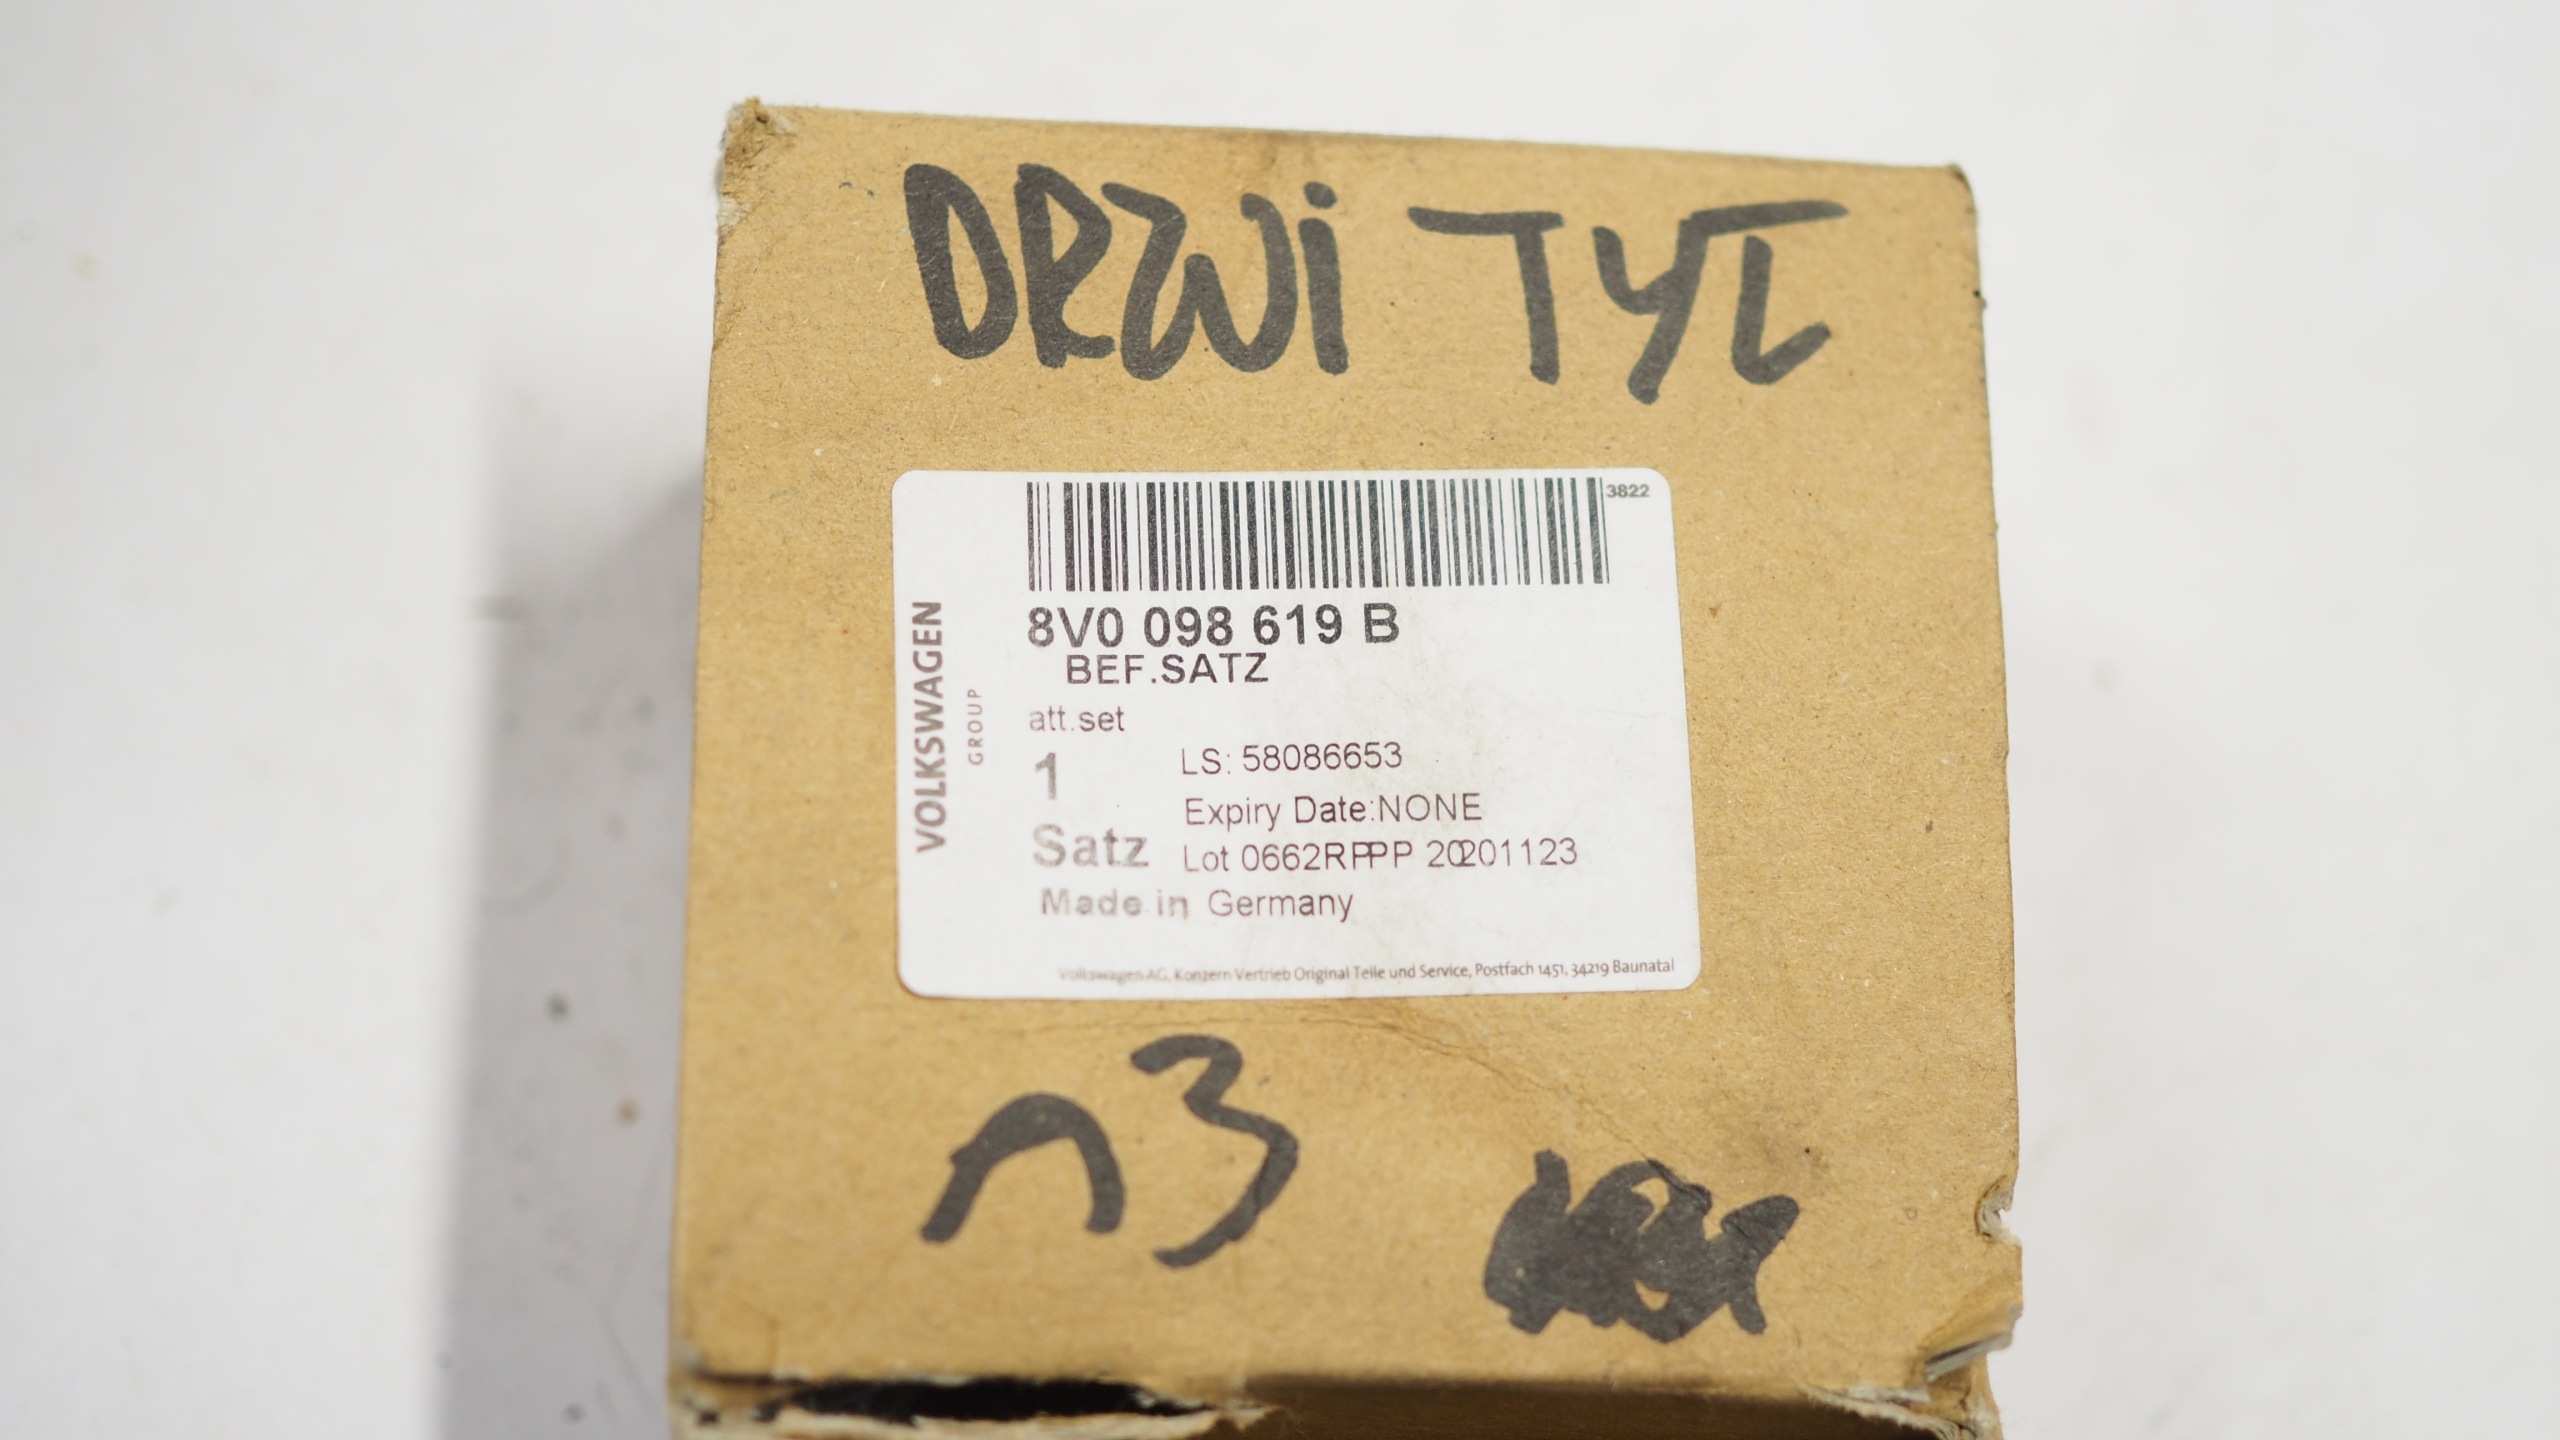 DRZWI TYŁ
3822
8V0 098 619 B
BEF.SATZ
att.set
1
LS: 58086653
Expiry Date:NONE
Satz
Lot 0662RPPP 20201123
Made in Germany
Volkswagen AG, Konzern Vertrieb Original Teile und Service, Postfach 1451, 34219 Baunatal
VOLKSWAGEN
GROUP